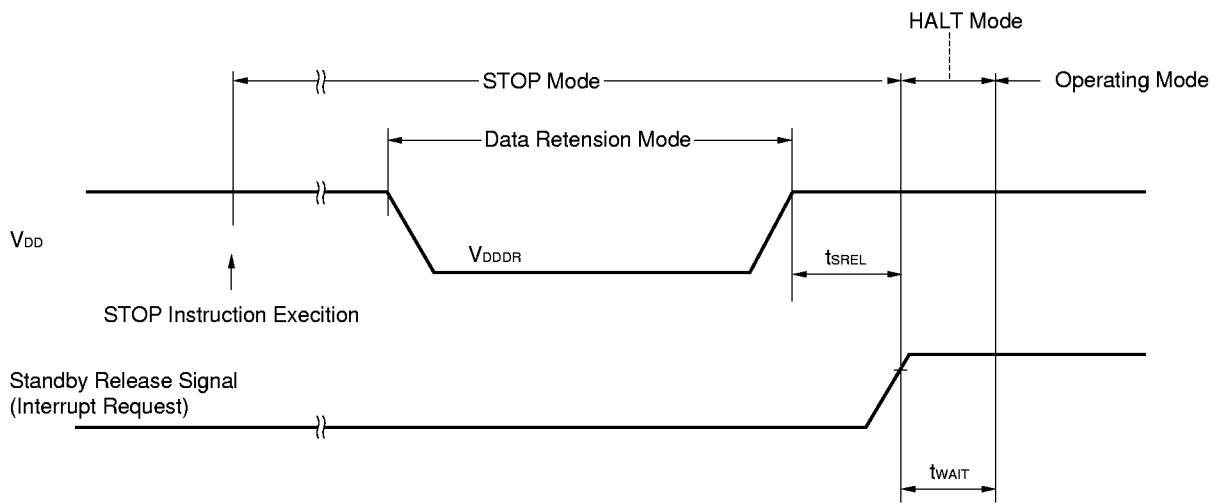 HALT Mode
STOP Mode
Operating Mode
Data Retension Mode
VDD
VDDDR
tSREL
STOP Instruction Execition
Standby Release Signal
(Interrupt Request)
tWAIT